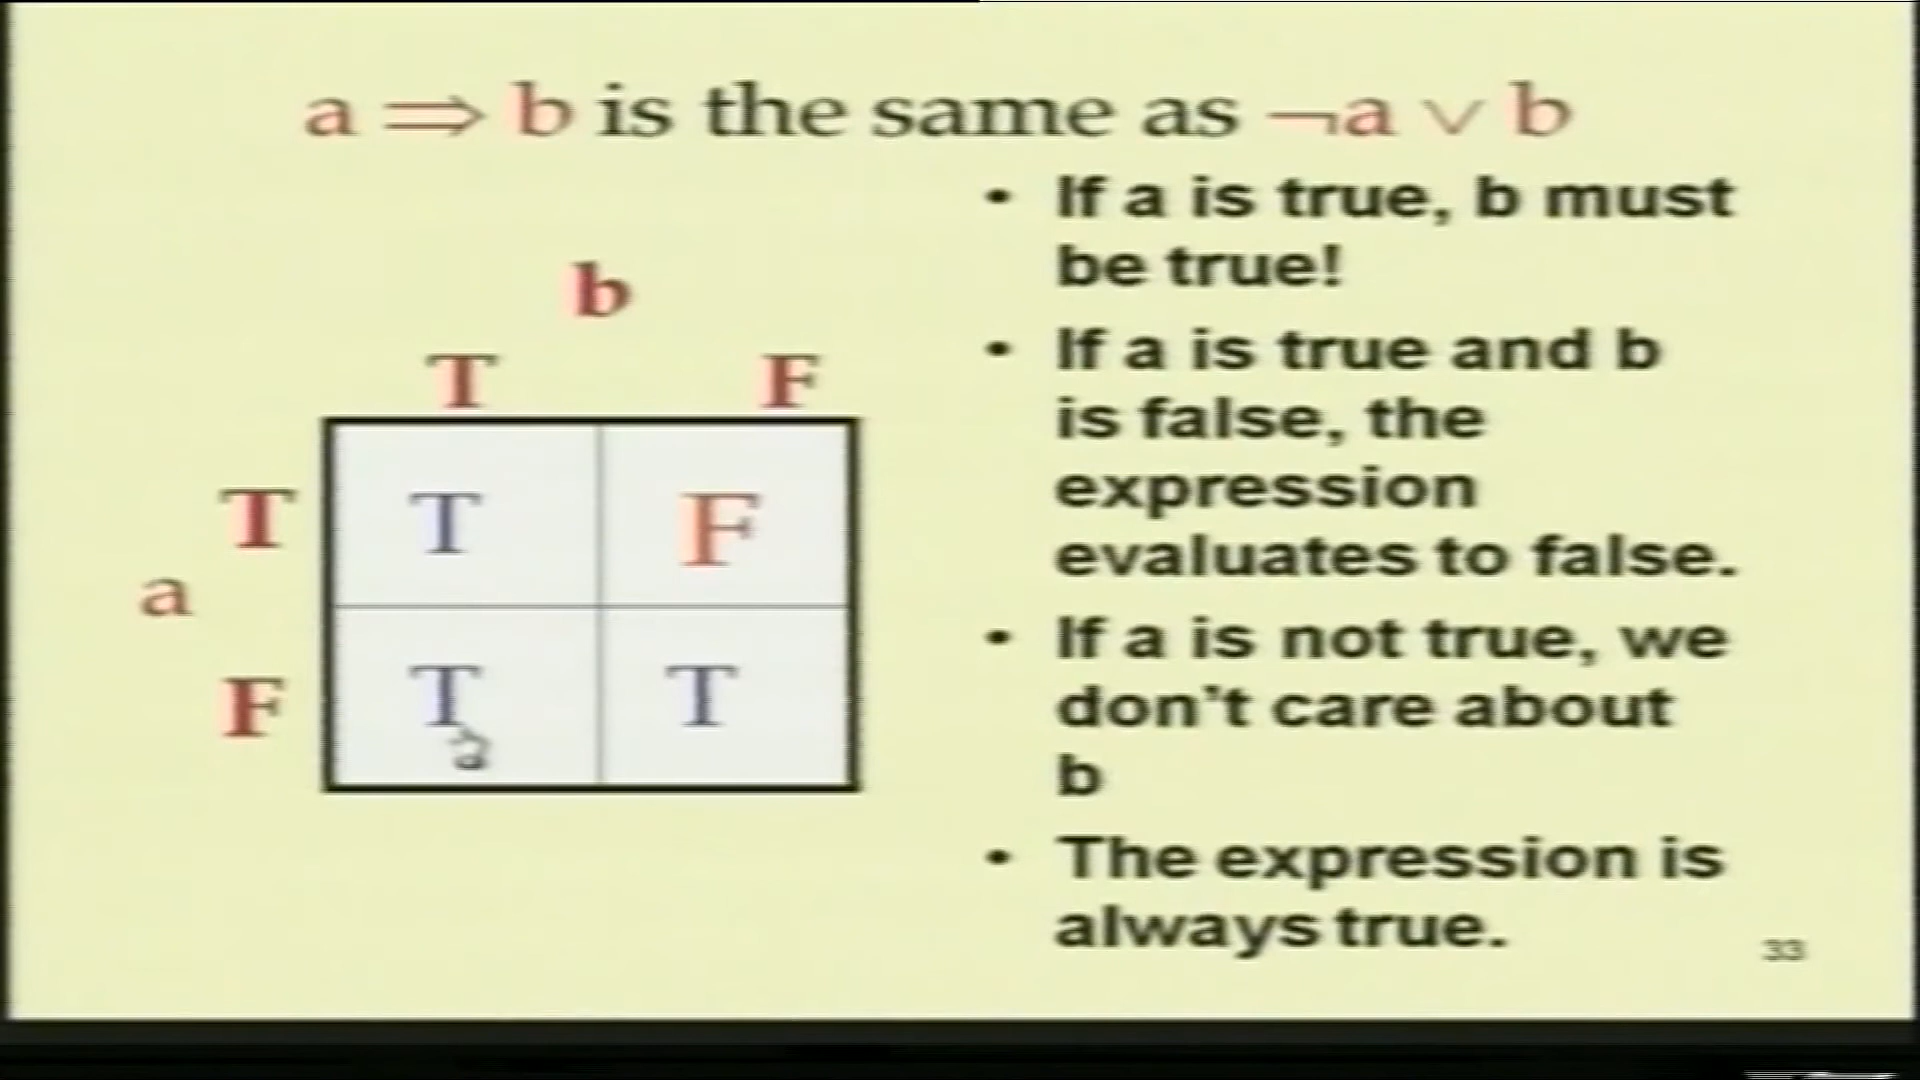 a ⇒ b is the same as ¬a ∨ b
b
T F
T T F
a
F T T
• If a is true, b must
be true!
• If a is true and b
is false, the
expression
evaluates to false.
• If a is not true, we
don't care about
b
• The expression is
always true.
33